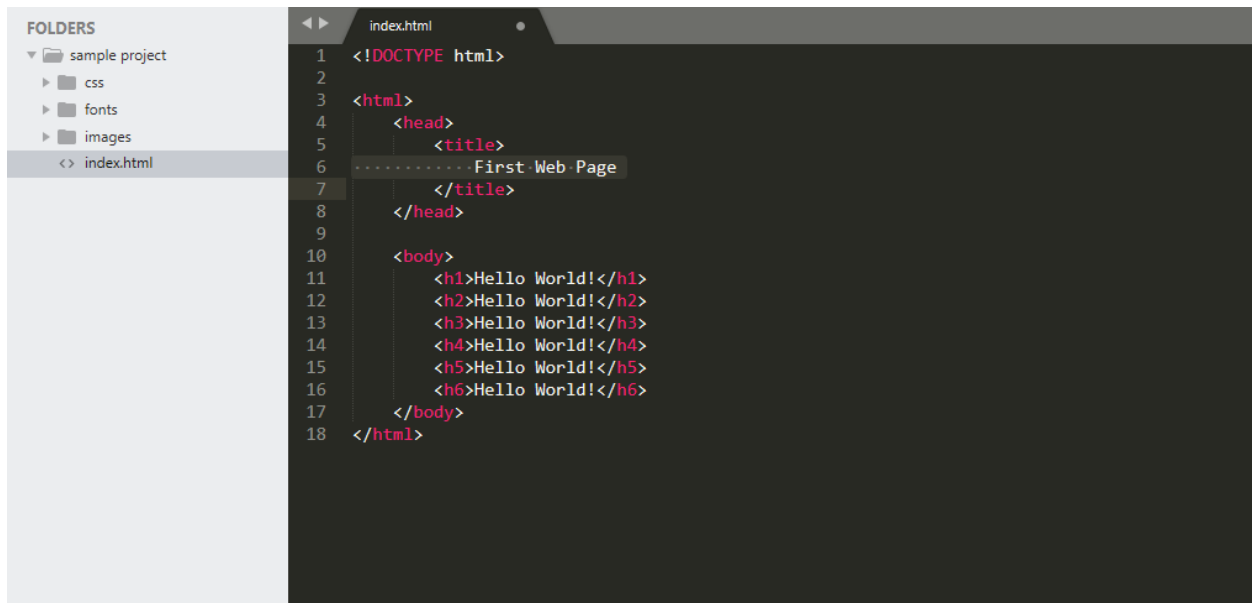 FOLDERS
sample project
css
fonts
images
<> index.html
index.html
1 <!DOCTYPE html>
2
3 <html>
4     <head>
5         <title>
6             First Web Page
7         </title>
8     </head>
9
10     <body>
11         <h1>Hello World!</h1>
12         <h2>Hello World!</h2>
13         <h3>Hello World!</h3>
14         <h4>Hello World!</h4>
15         <h5>Hello World!</h5>
16         <h6>Hello World!</h6>
17     </body>
18 </html>